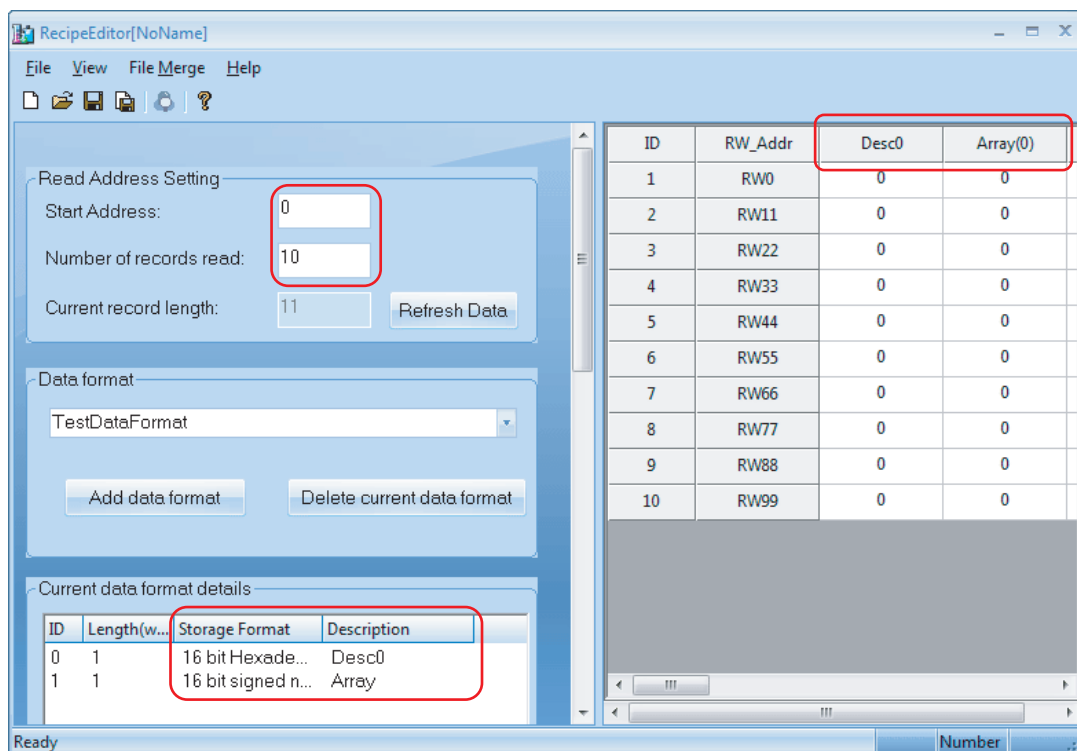 RecipeEditor[NoName]
File View File Merge Help
Read Address Setting
Start Address: 0
Number of records read: 10
Current record length: 11 Refresh Data
Data format
TestDataFormat
Add data format Delete current data format
Current data format details
ID Length(w... Storage Format Description
0 1 16 bit Hexade... Desc0
1 1 16 bit signed n... Array
ID RW_Addr Desc0 Array(0)
1 RW0 0 0
2 RW11 0 0
3 RW22 0 0
4 RW33 0 0
5 RW44 0 0
6 RW55 0 0
7 RW66 0 0
8 RW77 0 0
9 RW88 0 0
10 RW99 0 0
Ready Number